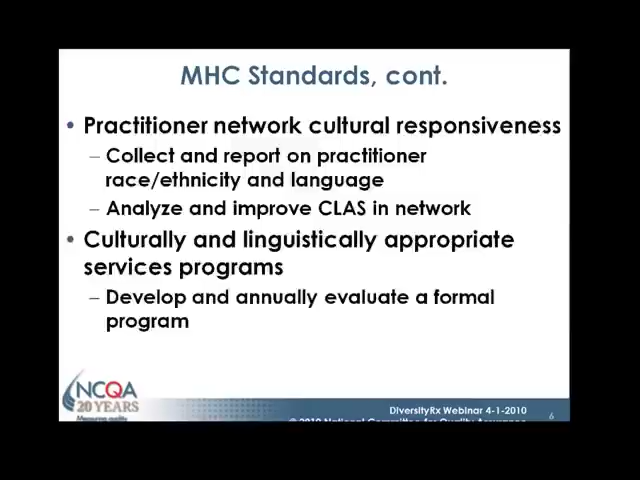 MHC Standards, cont.
• Practitioner network cultural responsiveness
– Collect and report on practitioner
race/ethnicity and language
– Analyze and improve CLAS in network
• Culturally and linguistically appropriate
services programs
– Develop and annually evaluate a formal
program
NCQA
20 YEARS
Measuring quality.
DiversityRx Webinar 4-1-2010
© 2010 National Committee for Quality Assurance
6